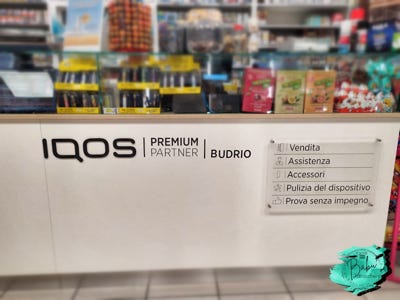 IQOS
PREMIUM
PARTNER
BUDRIO
Vendita
Assistenza
Accessori
Pulizia del dispositivo
Prova senza impegno